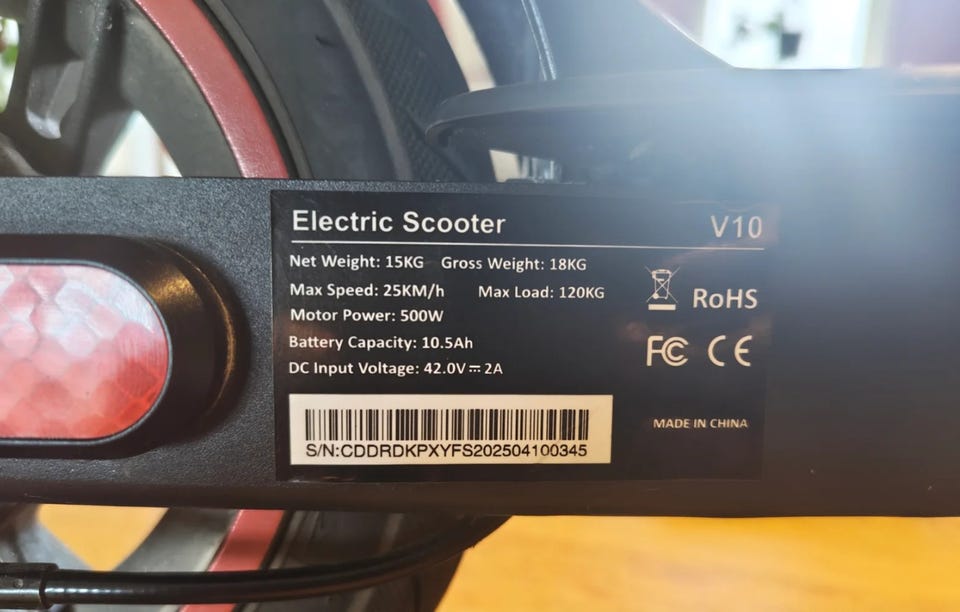 Electric Scooter V10
Net Weight: 15KG Gross Weight: 18KG
Max Speed: 25KM/h Max Load: 120KG
Motor Power: 500W
Battery Capacity: 10.5Ah
DC Input Voltage: 42.0V⎓2A
RoHS
FC CE
S/N:CDDRDKPXYFS202504100345
MADE IN CHINA